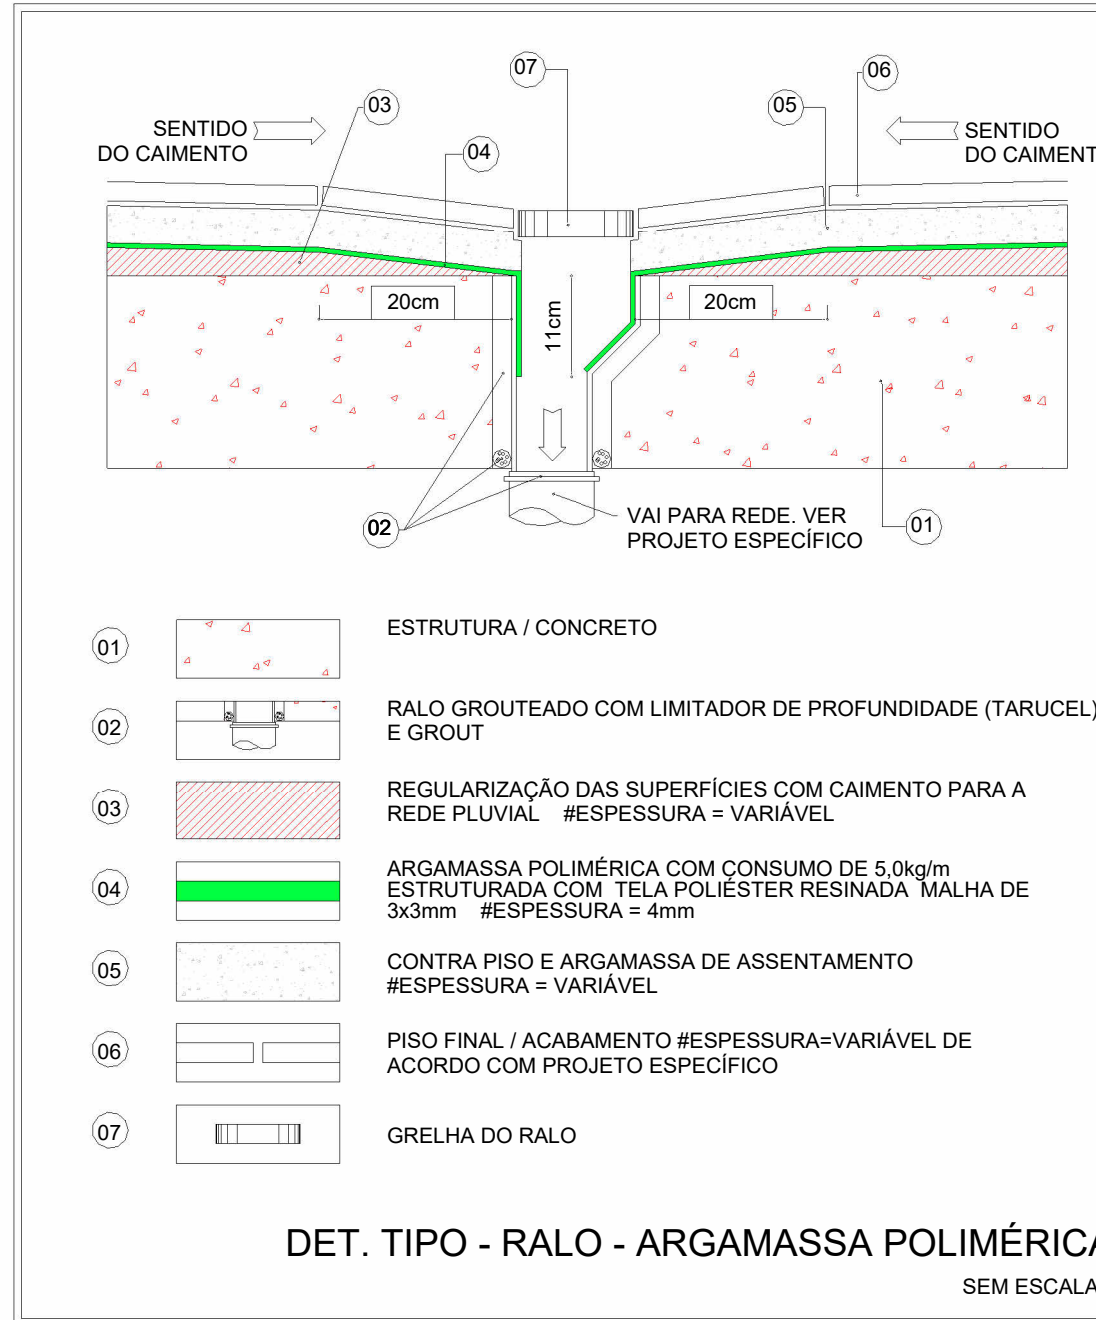 07
06
03
05
SENTIDO
DO CAIMENTO
SENTIDO
DO CAIMENT
04
20cm
11cm
20cm
02
VAI PARA REDE. VER
PROJETO ESPECÍFICO
01
01
ESTRUTURA / CONCRETO
02
RALO GROUTEADO COM LIMITADOR DE PROFUNDIDADE (TARUCEL)
E GROUT
03
REGULARIZAÇÃO DAS SUPERFÍCIES COM CAIMENTO PARA A
REDE PLUVIAL #ESPESSURA = VARIÁVEL
04
ARGAMASSA POLIMÉRICA COM CONSUMO DE 5,0kg/m
ESTRUTURADA COM TELA POLIÉSTER RESINADA MALHA DE
3x3mm #ESPESSURA = 4mm
05
CONTRA PISO E ARGAMASSA DE ASSENTAMENTO
#ESPESSURA = VARIÁVEL
06
PISO FINAL / ACABAMENTO #ESPESSURA=VARIÁVEL DE
ACORDO COM PROJETO ESPECÍFICO
07
GRELHA DO RALO
DET. TIPO - RALO - ARGAMASSA POLIMÉRICA
SEM ESCALA